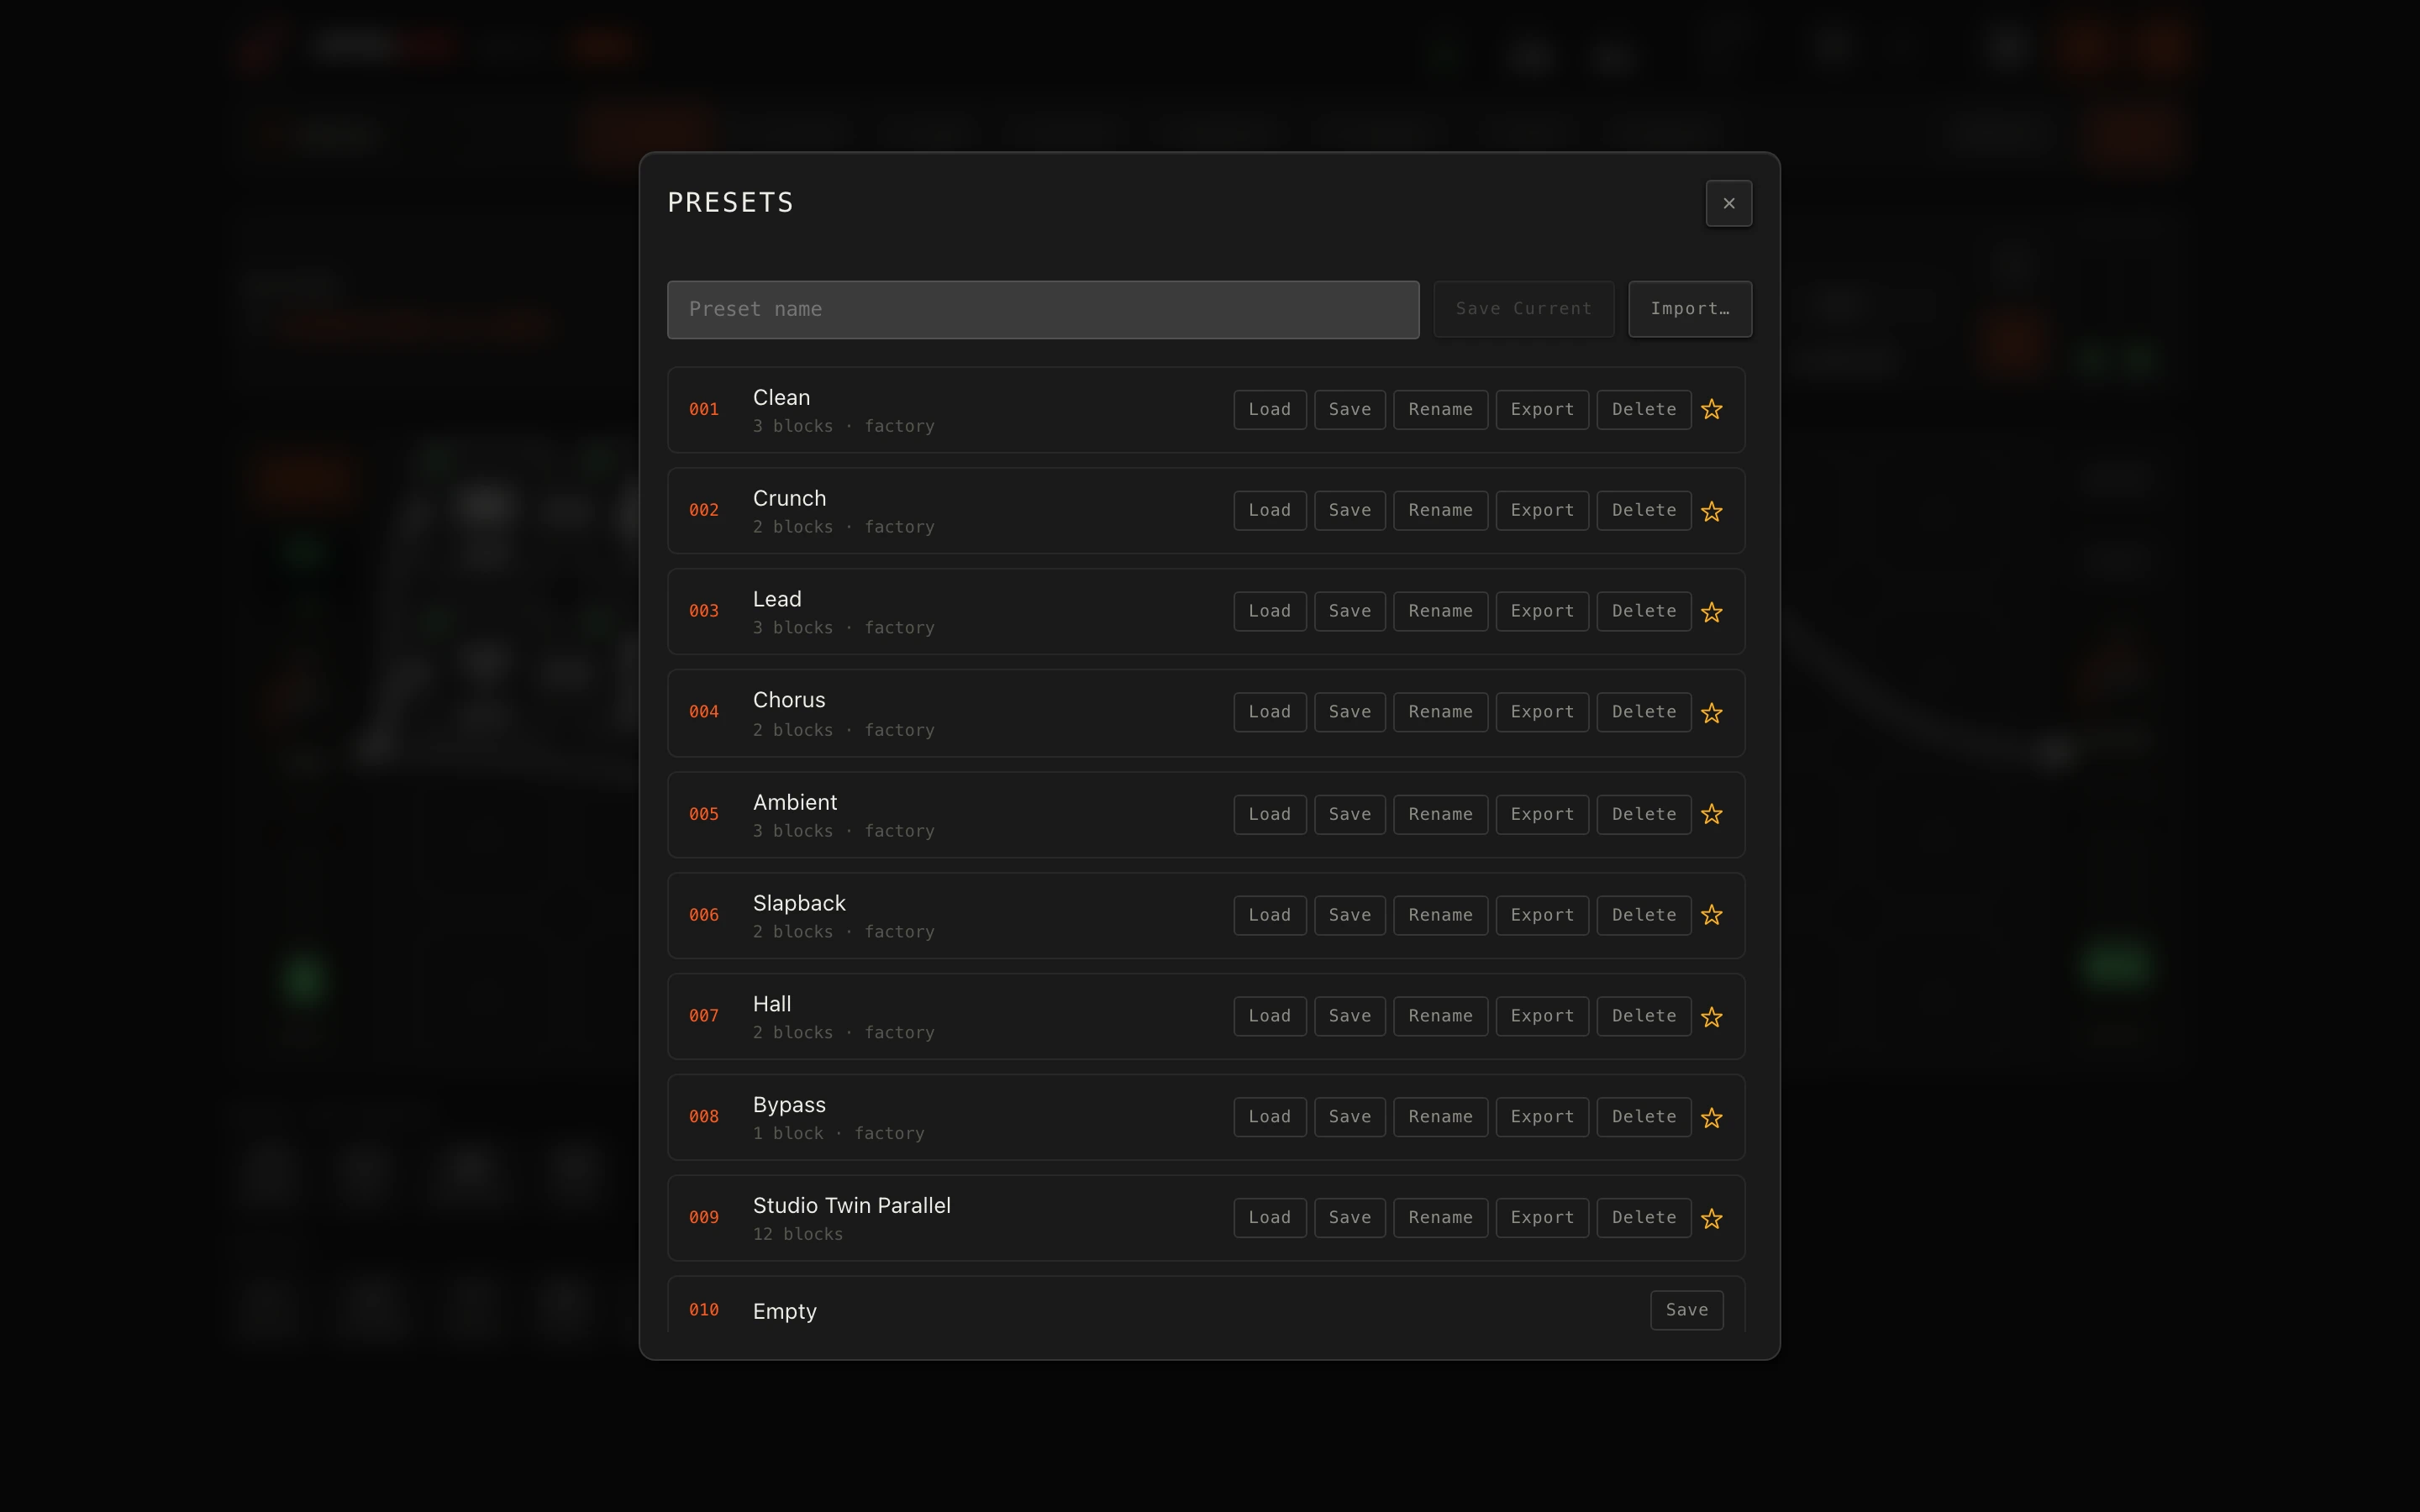 PRESETS
×
Preset name Save Current Import…
001 Clean Load Save Rename Export Delete
3 blocks · factory
002 Crunch Load Save Rename Export Delete
2 blocks · factory
003 Lead Load Save Rename Export Delete
3 blocks · factory
004 Chorus Load Save Rename Export Delete
2 blocks · factory
005 Ambient Load Save Rename Export Delete
3 blocks · factory
006 Slapback Load Save Rename Export Delete
2 blocks · factory
007 Hall Load Save Rename Export Delete
2 blocks · factory
008 Bypass Load Save Rename Export Delete
1 block · factory
009 Studio Twin Parallel Load Save Rename Export Delete
12 blocks
010 Empty Save